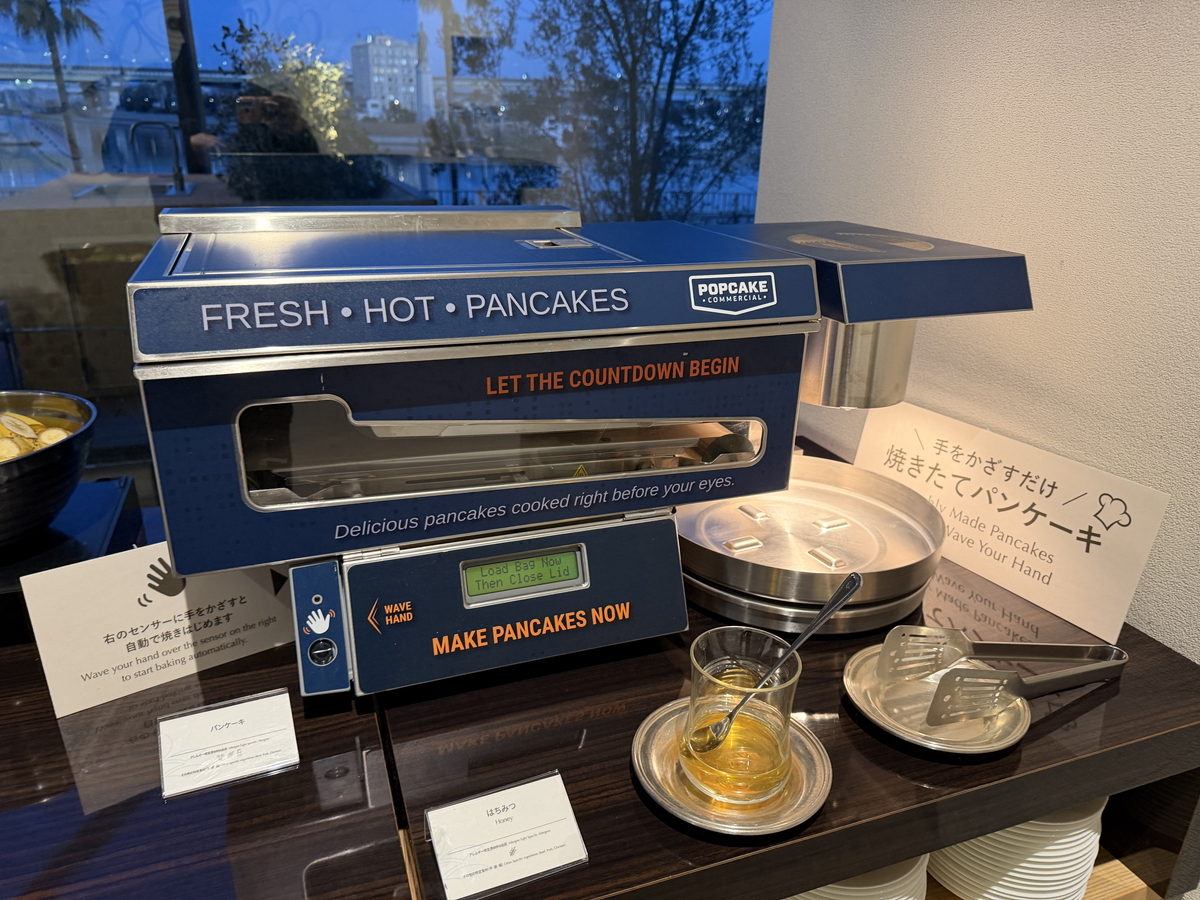 FRESH • HOT • PANCAKES
POPCAKE
• COMMERCIAL •
LET THE COUNTDOWN BEGIN
Delicious pancakes cooked right before your eyes.
Load Bag Now
Then Close Lid
WAVE
HAND
MAKE PANCAKES NOW
手をかざすだけ
焼きたてパンケーキ
Made Pancakes
Wave Your Hand
右のセンサーに手をかざすと
自動で焼きはじめます
Wave your hand over the sensor on the right
to start baking automatically.
パンケーキ
はちみつ
Honey